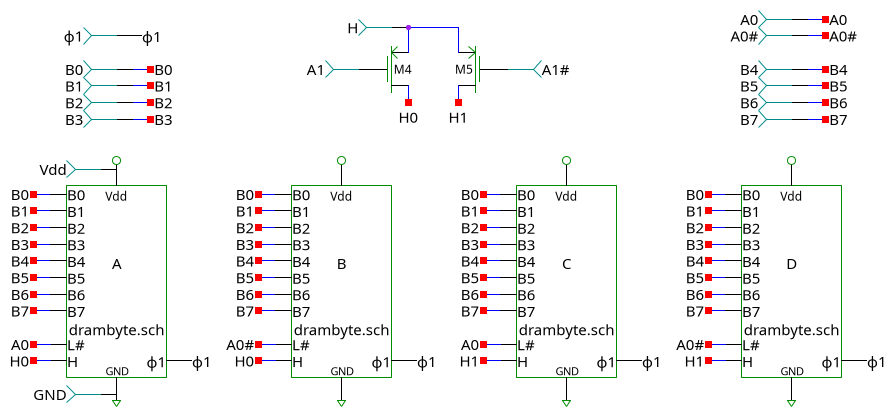 ϕ1 ϕ1
B0 B0
B1 B1
B2 B2
B3 B3
H
A1 M4 M5 A1#
H0 H1
A0 A0
A0# A0#
B4 B4
B5 B5
B6 B6
B7 B7
Vdd
Vdd
B0 B0
B1 B1
B2 B2
B3 B3
B4 B4
B5 B5
B6 B6
B7 B7
A
drambyte.sch
A0 L#
H0 H ϕ1 ϕ1
GND
GND
Vdd
B0 B0
B1 B1
B2 B2
B3 B3
B4 B4
B5 B5
B6 B6
B7 B7
B
drambyte.sch
A0# L#
H0 H ϕ1 ϕ1
GND
Vdd
B0 B0
B1 B1
B2 B2
B3 B3
B4 B4
B5 B5
B6 B6
B7 B7
C
drambyte.sch
A0 L#
H1 H ϕ1 ϕ1
GND
Vdd
B0 B0
B1 B1
B2 B2
B3 B3
B4 B4
B5 B5
B6 B6
B7 B7
D
drambyte.sch
A0# L#
H1 H ϕ1 ϕ1
GND